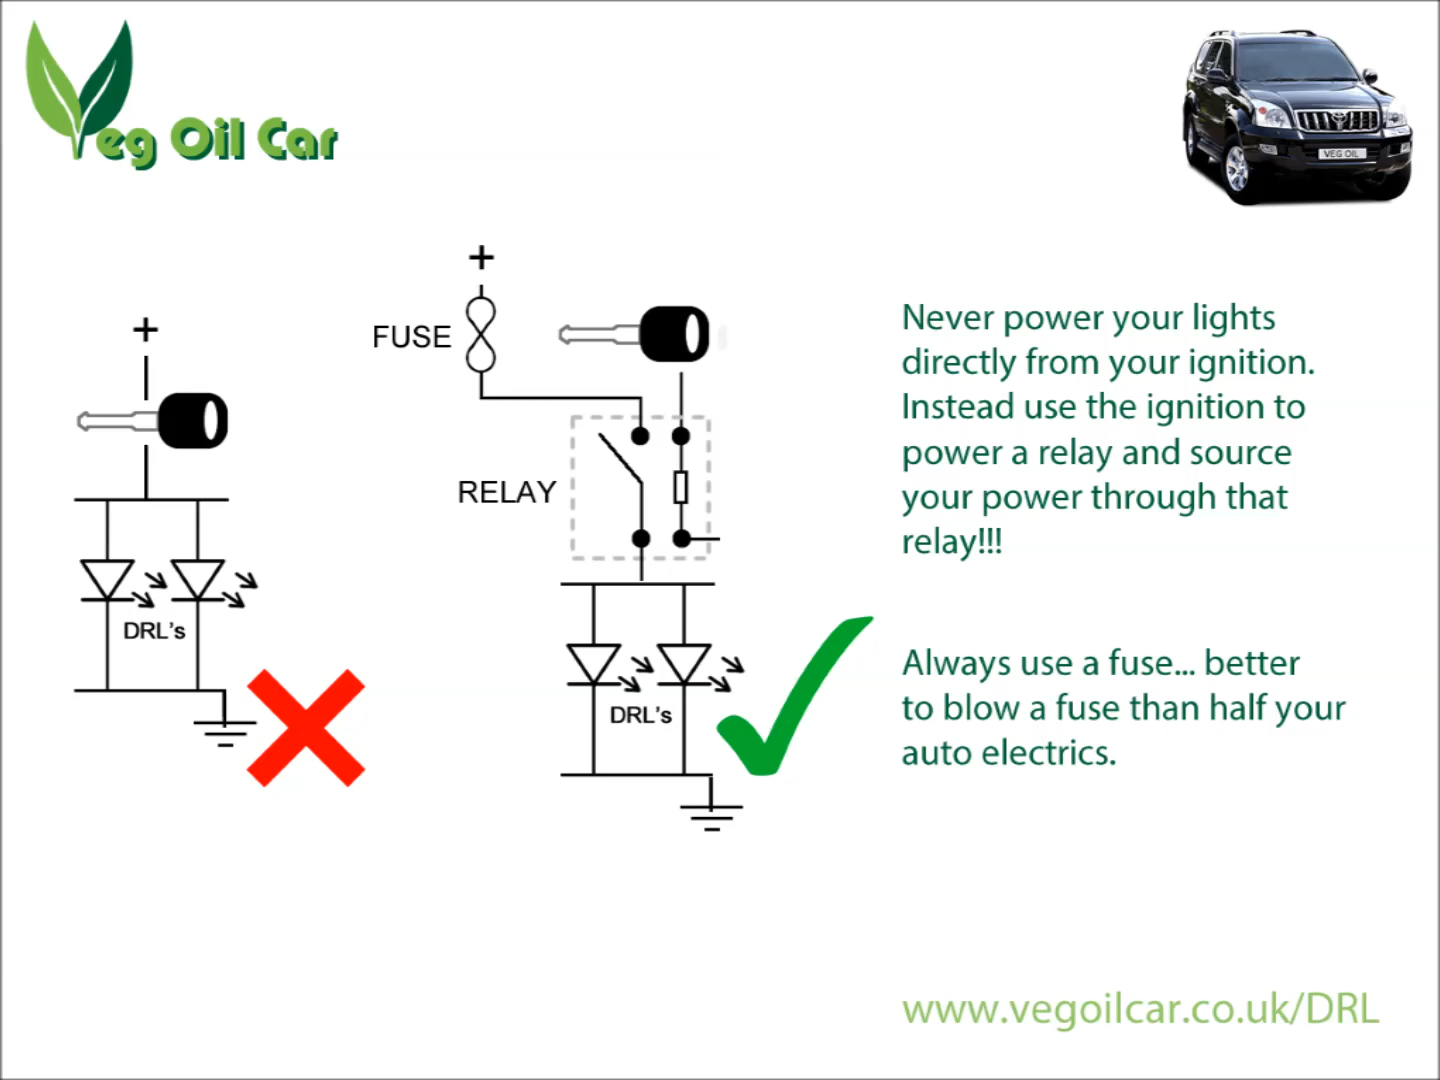 Veg Oil Car
VEG OIL
+
+
FUSE
RELAY
DRL's
DRL's
Never power your lights
directly from your ignition.
Instead use the ignition to
power a relay and source
your power through that
relay!!!
Always use a fuse... better
to blow a fuse than half your
auto electrics.
www.vegoilcar.co.uk/DRL